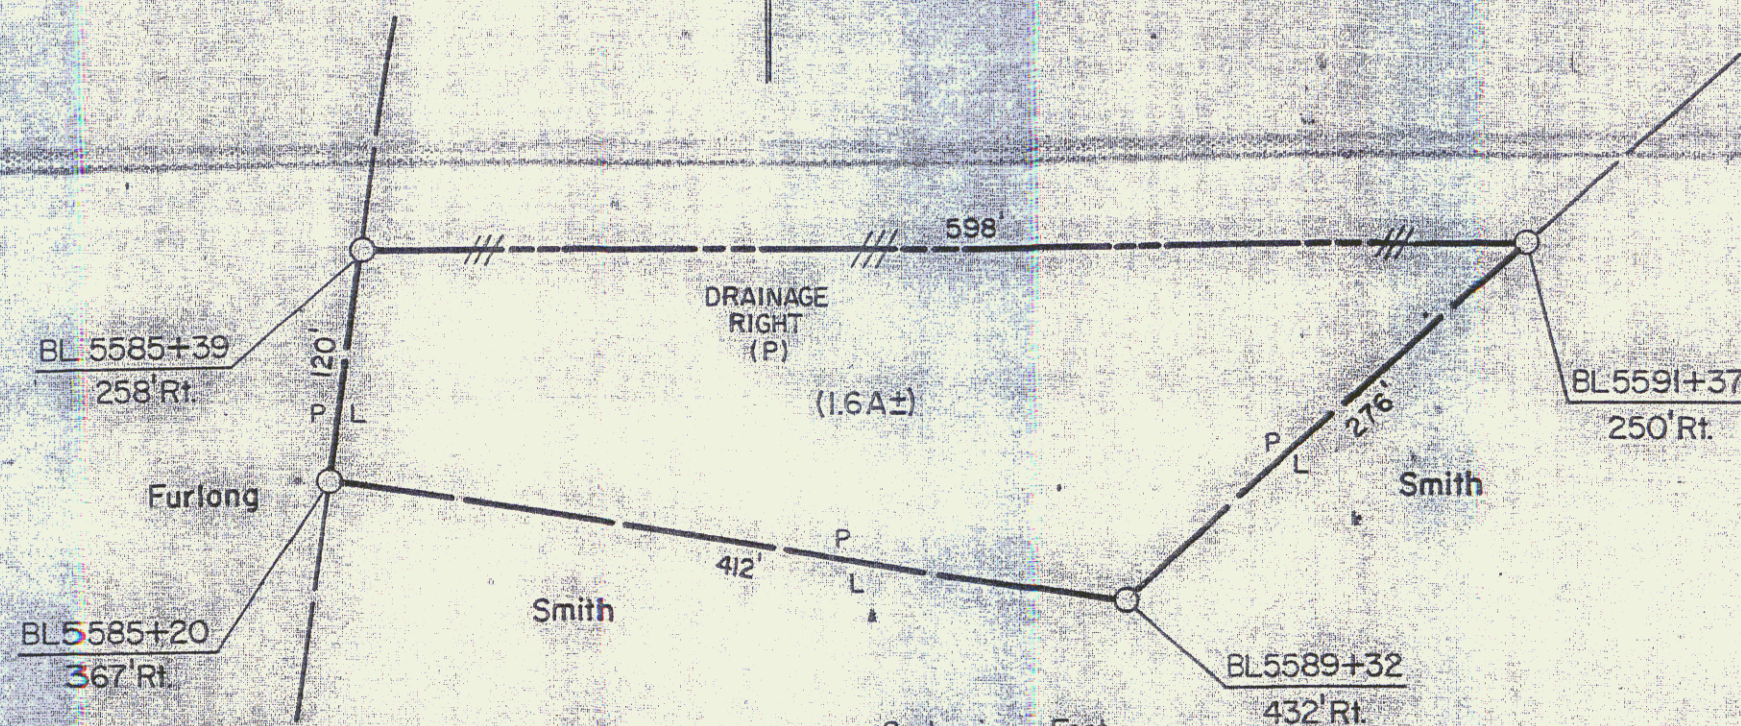 598'
DRAINAGE
RIGHT
(P)
(1.6A±)
BL 5585+39
258'Rt.
120'
P L
BL5591+37
250'Rt.
276'
P
L
Smith
Furlong
412'
P
L
Smith
BL5585+20
367'Rt.
BL5589+32
432'Rt.